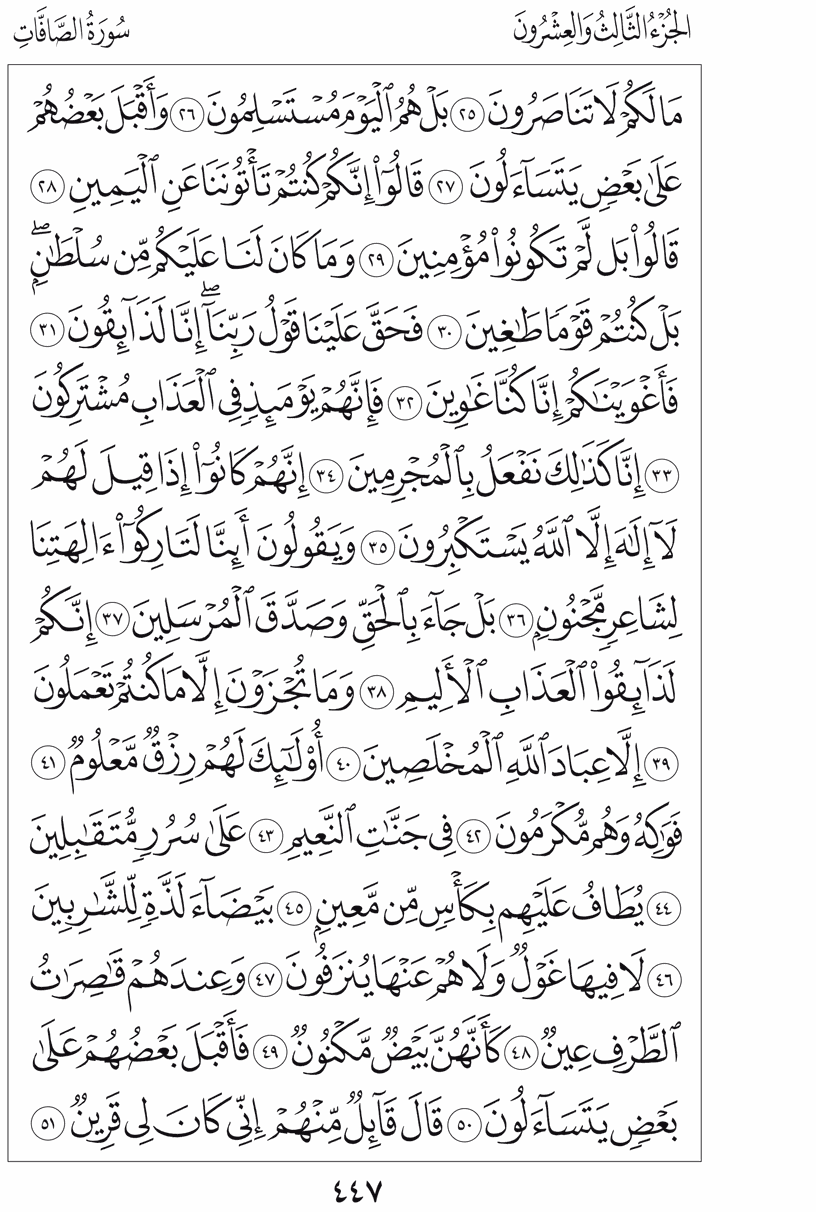 الجُزْءُ الثَّالِثُ وَالعِشْرُونَ
سُورَةُ الصَّافَّاتِ
مَا لَكُمْ لَا تَنَاصَرُونَ ٢٥ بَلْ هُمُ ٱلْيَوْمَ مُسْتَسْلِمُونَ ٢٦ وَأَقْبَلَ بَعْضُهُمْ
عَلَىٰ بَعْضٍ يَتَسَآءَلُونَ ٢٧ قَالُوٓا۟ إِنَّكُمْ كُنتُمْ تَأْتُونَنَا عَنِ ٱلْيَمِينِ ٢٨
قَالُوا۟ بَل لَّمْ تَكُونُوا۟ مُؤْمِنِينَ ٢٩ وَمَا كَانَ لَنَا عَلَيْكُم مِّن سُلْطَٰنٍۭ ۖ
بَلْ كُنتُمْ قَوْمًا طَٰغِينَ ٣٠ فَحَقَّ عَلَيْنَا قَوْلُ رَبِّنَآ ۖ إِنَّا لَذَآئِقُونَ ٣١
فَأَغْوَيْنَٰكُمْ إِنَّا كُنَّا غَٰوِينَ ٣٢ فَإِنَّهُمْ يَوْمَئِذٍ فِى ٱلْعَذَابِ مُشْتَرِكُونَ
٣٣ إِنَّا كَذَٰلِكَ نَفْعَلُ بِٱلْمُجْرِمِينَ ٣٤ إِنَّهُمْ كَانُوٓا۟ إِذَا قِيلَ لَهُمْ
لَآ إِلَٰهَ إِلَّا ٱللَّهُ يَسْتَكْبِرُونَ ٣٥ وَيَقُولُونَ أَئِنَّا لَتَارِكُوٓا۟ ءَالِهَتِنَا
لِشَاعِرٍ مَّجْنُونٍۭ ٣٦ بَلْ جَآءَ بِٱلْحَقِّ وَصَدَّقَ ٱلْمُرْسَلِينَ ٣٧ إِنَّكُمْ
لَذَآئِقُوا۟ ٱلْعَذَابِ ٱلْأَلِيمِ ٣٨ وَمَا تُجْزَوْنَ إِلَّا مَا كُنتُمْ تَعْمَلُونَ
٣٩ إِلَّا عِبَادَ ٱللَّهِ ٱلْمُخْلَصِينَ ٤٠ أُو۟لَٰٓئِكَ لَهُمْ رِزْقٌ مَّعْلُومٌ ٤١
فَوَٰكِهُ وَهُم مُّكْرَمُونَ ٤٢ فِى جَنَّٰتِ ٱلنَّعِيمِ ٤٣ عَلَىٰ سُرُرٍ مُّتَقَٰبِلِينَ
٤٤ يُطَافُ عَلَيْهِم بِكَأْسٍ مِّن مَّعِينٍۭ ٤٥ بَيْضَآءَ لَذَّةٍ لِّلشَّٰرِبِينَ
٤٦ لَا فِيهَا غَوْلٌ وَلَا هُمْ عَنْهَا يُنزَفُونَ ٤٧ وَعِندَهُمْ قَٰصِرَٰتُ
ٱلطَّرْفِ عِينٌ ٤٨ كَأَنَّهُنَّ بَيْضٌ مَّكْنُونٌ ٤٩ فَأَقْبَلَ بَعْضُهُمْ عَلَىٰ
بَعْضٍ يَتَسَآءَلُونَ ٥٠ قَالَ قَآئِلٌ مِّنْهُمْ إِنِّى كَانَ لِى قَرِينٌ ٥١
٤٤٧